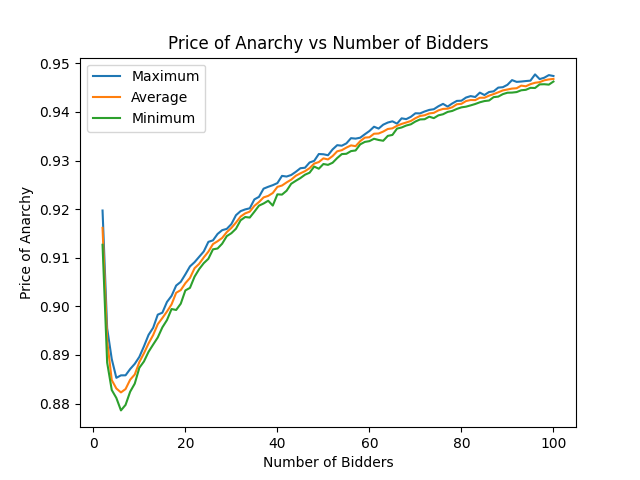 Price of Anarchy vs Number of Bidders
Maximum
Average
Minimum
Price of Anarchy
0.95
0.94
0.93
0.92
0.91
0.90
0.89
0.88
0 20 40 60 80 100
Number of Bidders